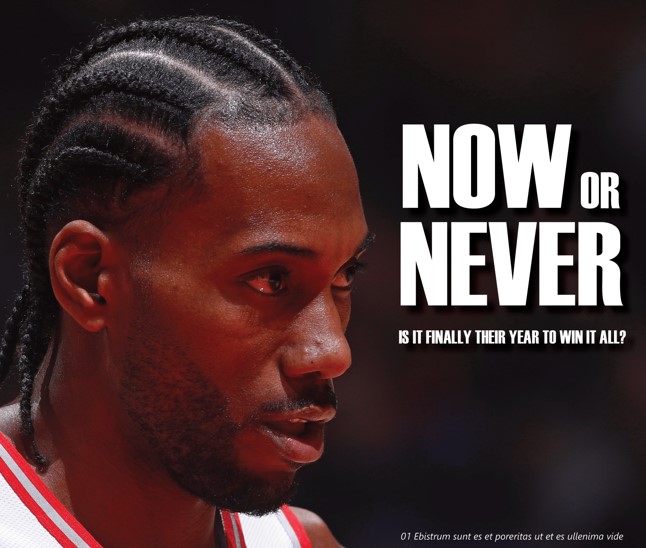 NOW OR
NEVER
IS IT FINALLY THEIR YEAR TO WIN IT ALL?
01 Ebistrum sunt es et poreritas ut et es ullenima vide